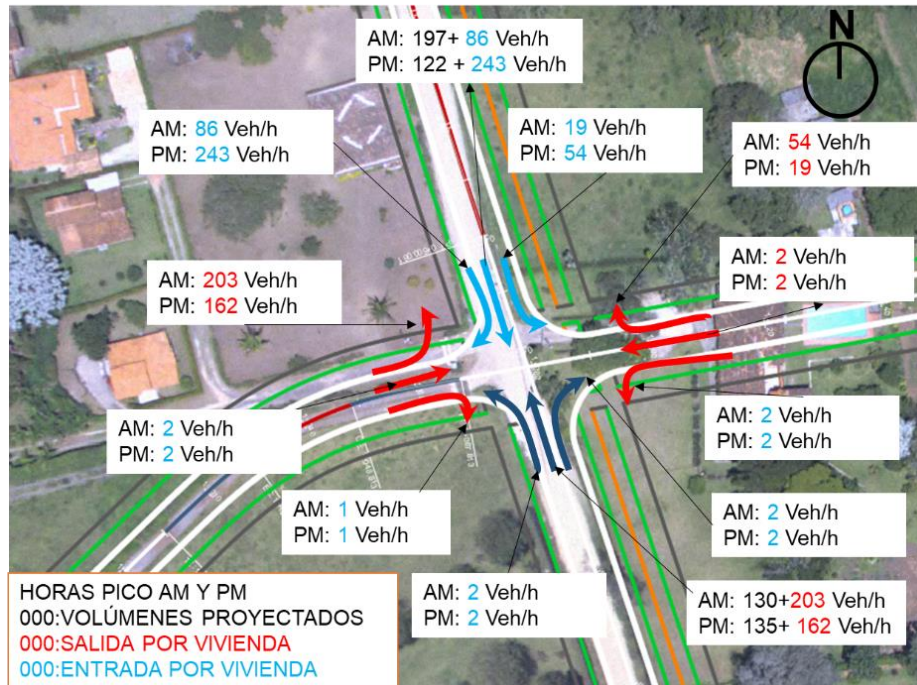 N
AM: 197+ 86 Veh/h
PM: 122 + 243 Veh/h
AM: 86 Veh/h
PM: 243 Veh/h
AM: 19 Veh/h
PM: 54 Veh/h
AM: 54 Veh/h
PM: 19 Veh/h
AM: 203 Veh/h
PM: 162 Veh/h
AM: 2 Veh/h
PM: 2 Veh/h
AM: 2 Veh/h
PM: 2 Veh/h
AM: 2 Veh/h
PM: 2 Veh/h
AM: 1 Veh/h
PM: 1 Veh/h
AM: 2 Veh/h
PM: 2 Veh/h
AM: 2 Veh/h
PM: 2 Veh/h
AM: 130+203 Veh/h
PM: 135+ 162 Veh/h
HORAS PICO AM Y PM
000:VOLÚMENES PROYECTADOS
000:SALIDA POR VIVIENDA
000:ENTRADA POR VIVIENDA